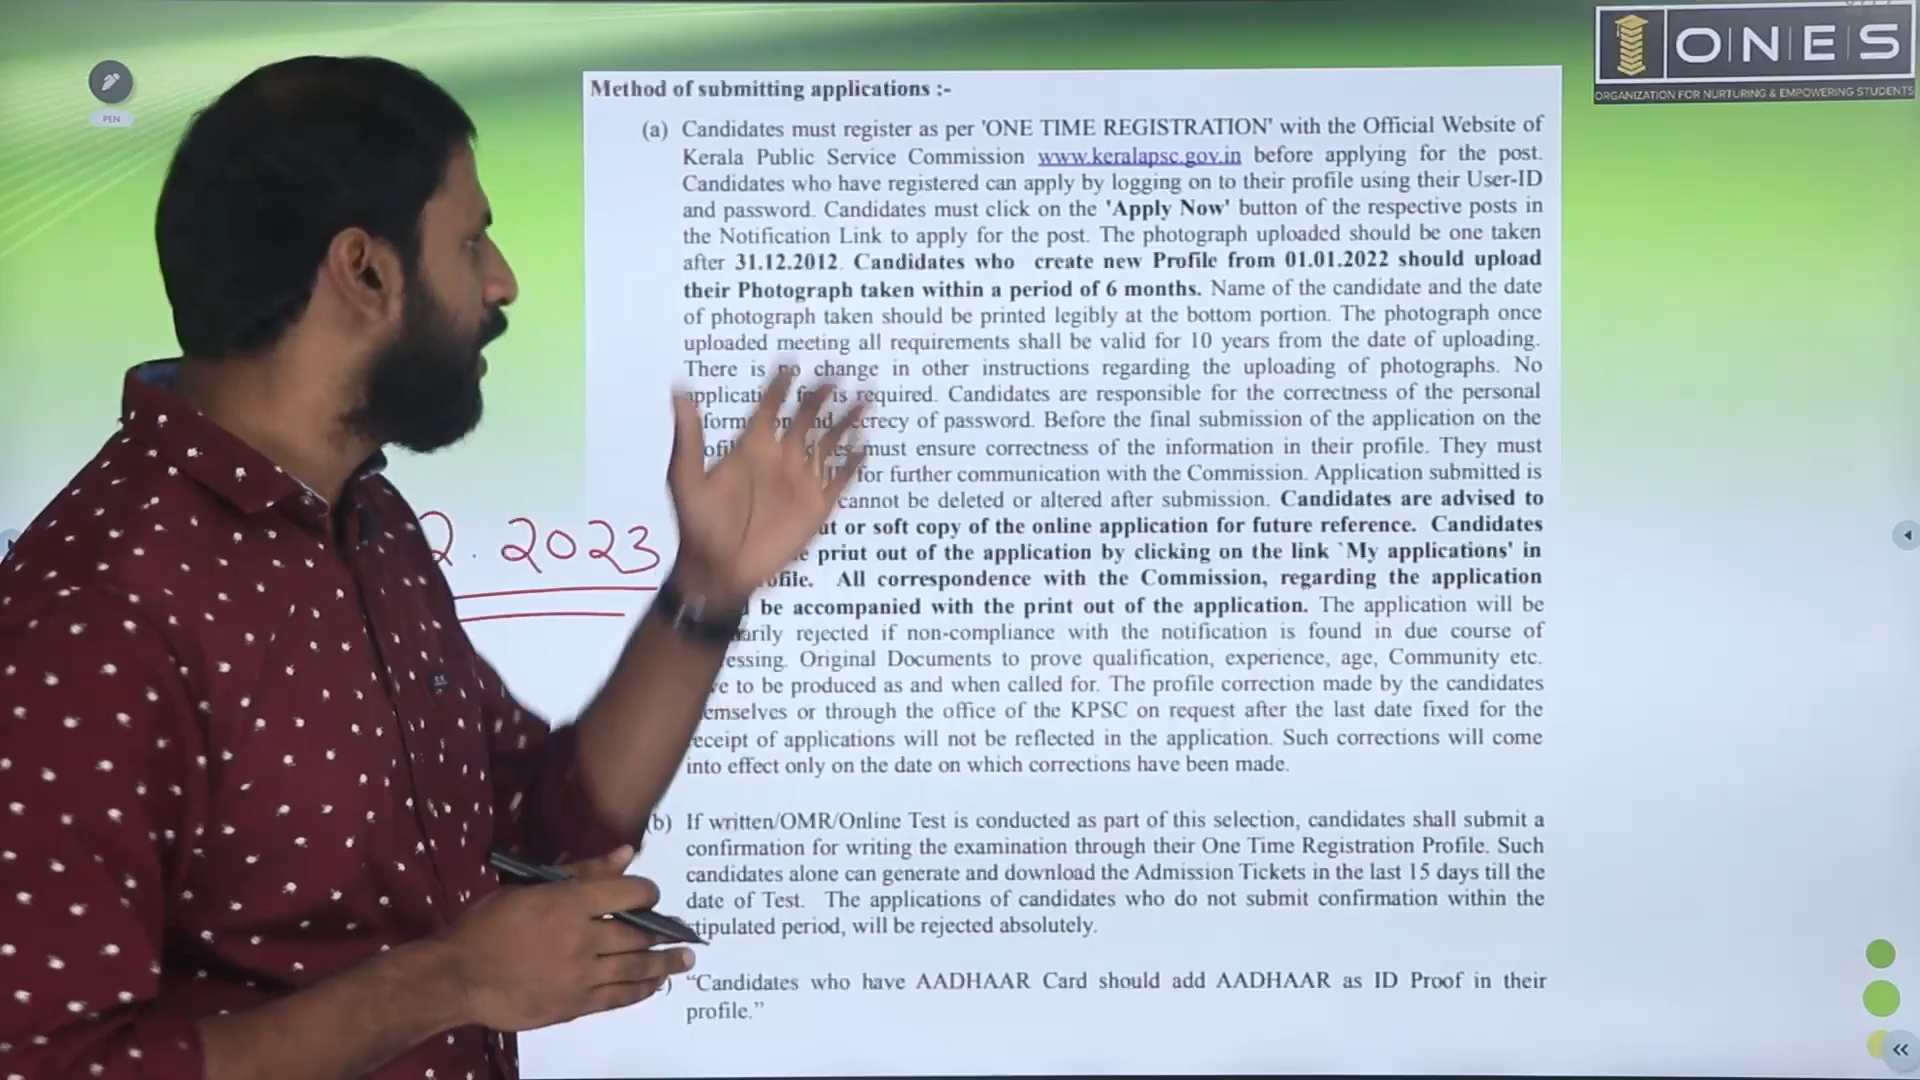 O|N|E|S
ORGANIZATION FOR NURTURING & EMPOWERING STUDENTS
PEN
Method of submitting applications :-
(a) Candidates must register as per 'ONE TIME REGISTRATION' with the Official Website of
Kerala Public Service Commission www.keralapsc.gov.in before applying for the post.
Candidates who have registered can apply by logging on to their profile using their User-ID
and password. Candidates must click on the 'Apply Now' button of the respective posts in
the Notification Link to apply for the post. The photograph uploaded should be one taken
after 31.12.2012. Candidates who create new Profile from 01.01.2022 should upload
their Photograph taken within a period of 6 months. Name of the candidate and the date
of photograph taken should be printed legibly at the bottom portion. The photograph once
uploaded meeting all requirements shall be valid for 10 years from the date of uploading.
There is no change in other instructions regarding the uploading of photographs. No
is required. Candidates are responsible for the correctness of the personal
secrecy of password. Before the final submission of the application on the
must ensure correctness of the information in their profile. They must
for further communication with the Commission. Application submitted is
cannot be deleted or altered after submission. Candidates are advised to
or soft copy of the online application for future reference. Candidates
print out of the application by clicking on the link `My applications' in
All correspondence with the Commission, regarding the application
be accompanied with the print out of the application. The application will be
rejected if non-compliance with the notification is found in due course of
Original Documents to prove qualification, experience, age, Community etc.
to be produced as and when called for. The profile correction made by the candidates
themselves or through the office of the KPSC on request after the last date fixed for the
receipt of applications will not be reflected in the application. Such corrections will come
into effect only on the date on which corrections have been made.
2. 2023
(b) If written/OMR/Online Test is conducted as part of this selection, candidates shall submit a
confirmation for writing the examination through their One Time Registration Profile. Such
candidates alone can generate and download the Admission Tickets in the last 15 days till the
date of Test. The applications of candidates who do not submit confirmation within the
stipulated period, will be rejected absolutely.
“Candidates who have AADHAAR Card should add AADHAAR as ID Proof in their
profile.”